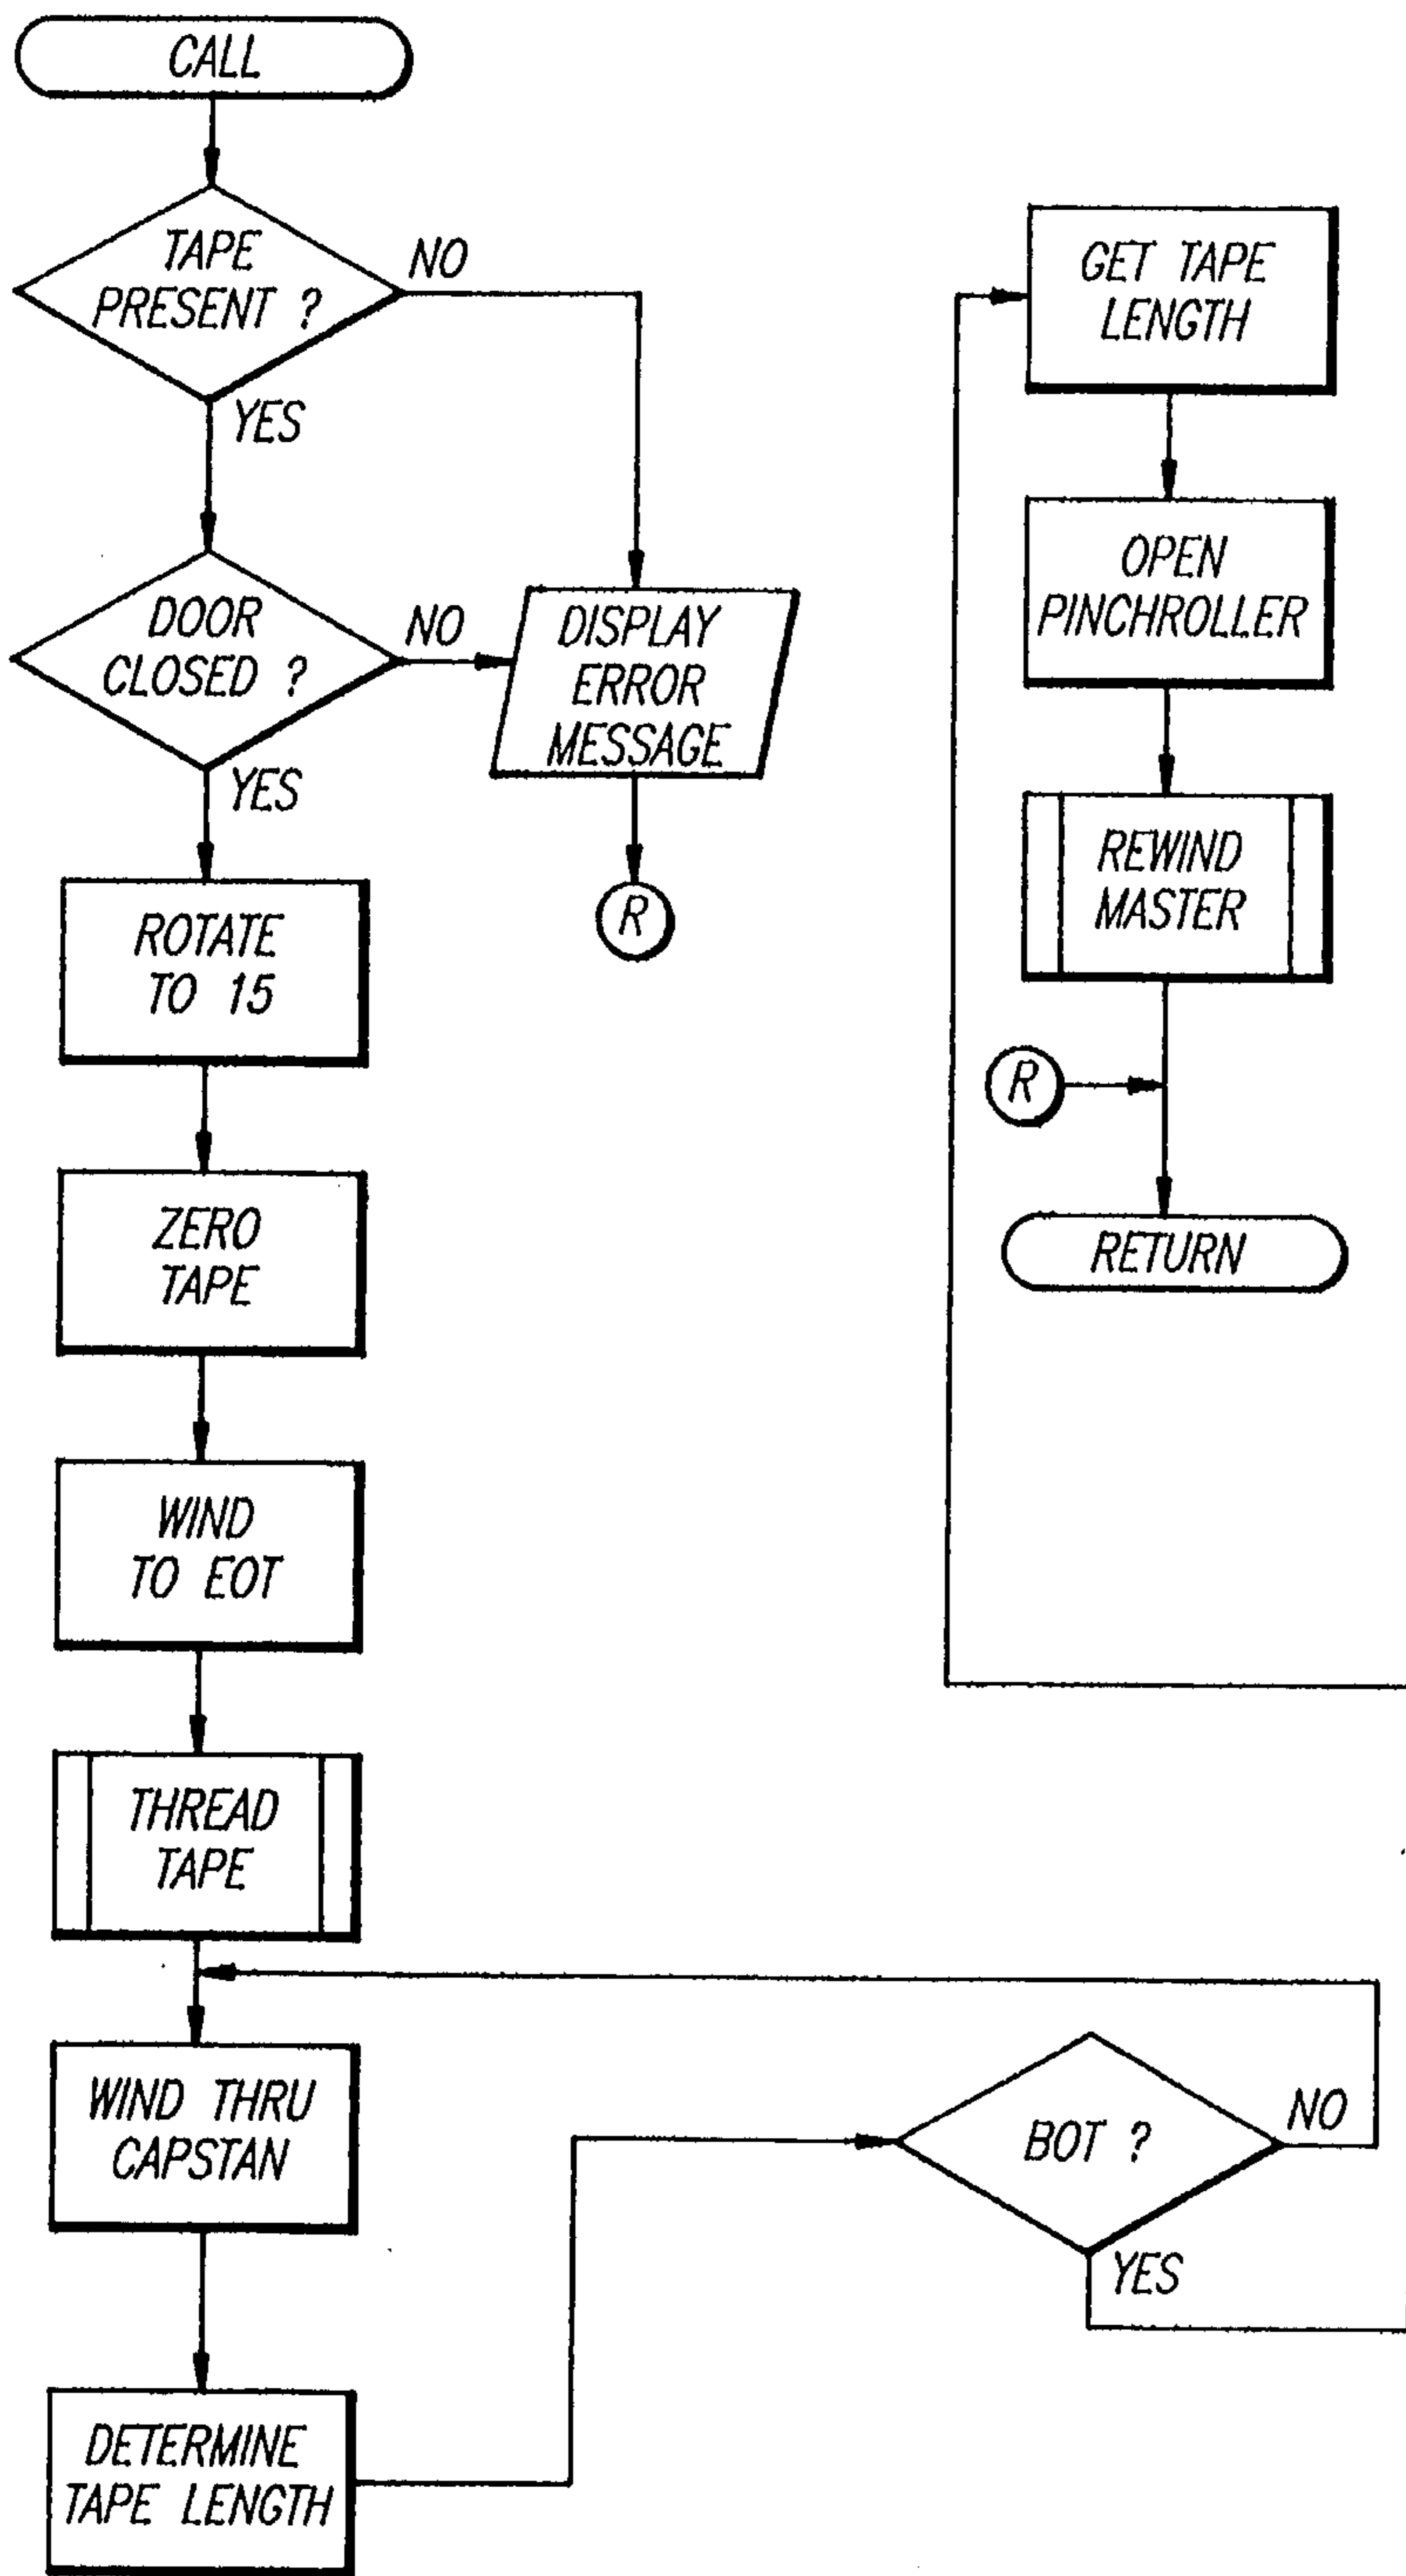 CALL
TAPE
PRESENT ?
NO
YES
DOOR
CLOSED ?
NO
YES
DISPLAY
ERROR
MESSAGE
R
ROTATE
TO 15
ZERO
TAPE
WIND
TO EOT
THREAD
TAPE
WIND THRU
CAPSTAN
DETERMINE
TAPE LENGTH
BOT ?
NO
YES
GET TAPE
LENGTH
OPEN
PINCHROLLER
REWIND
MASTER
R
RETURN